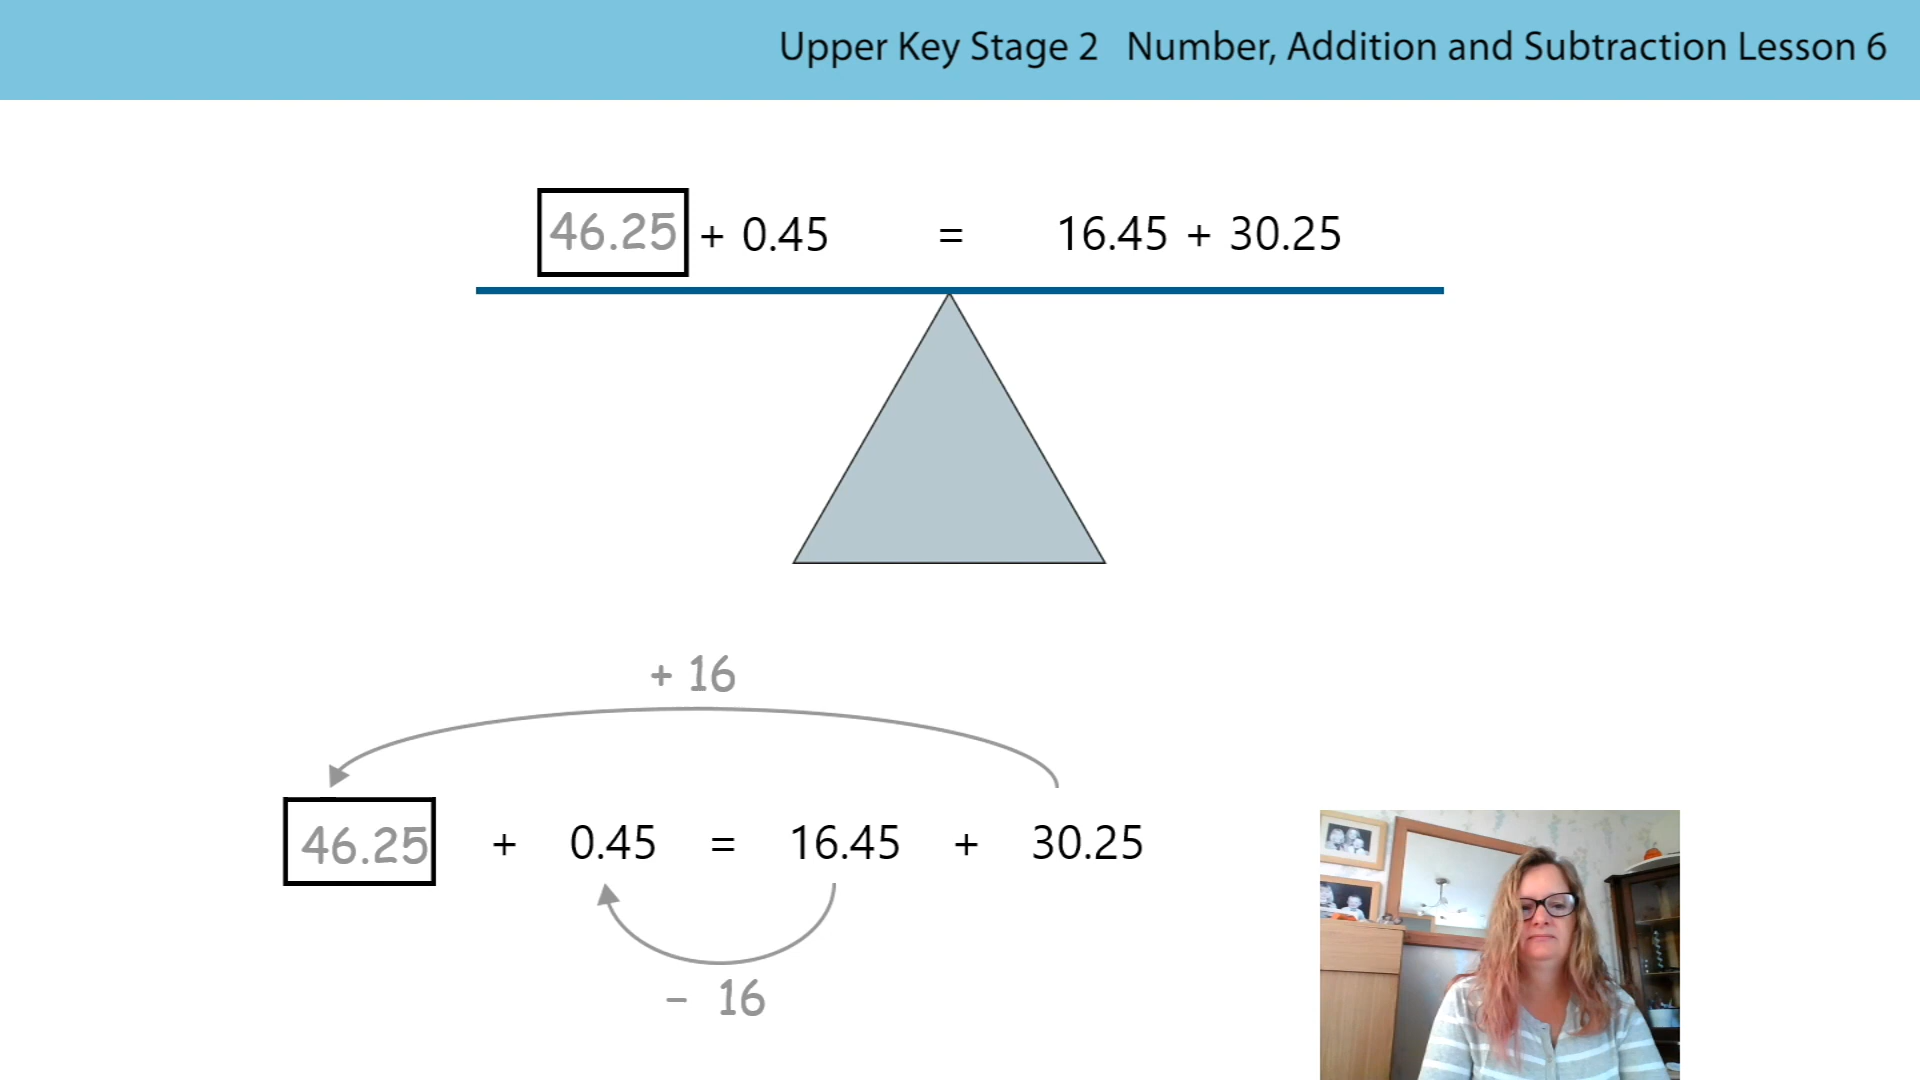 Upper Key Stage 2 Number, Addition and Subtraction Lesson 6
46.25 + 0.45 = 16.45 + 30.25
+ 16
46.25 + 0.45 = 16.45 + 30.25
− 16